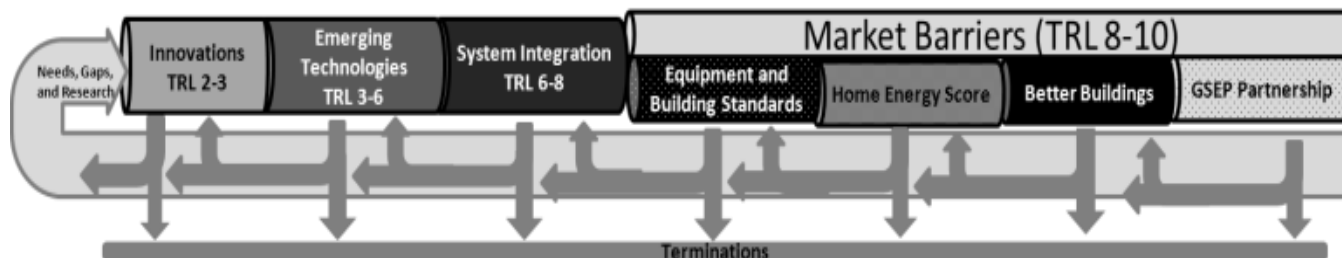 Needs, Gaps,
and Research
Innovations
TRL 2-3
Emerging
Technologies
TRL 3-6
System Integration
TRL 6-8
Market Barriers (TRL 8-10)
Equipment and
Building Standards
Home Energy Score
Better Buildings
GSEP Partnership
Terminations